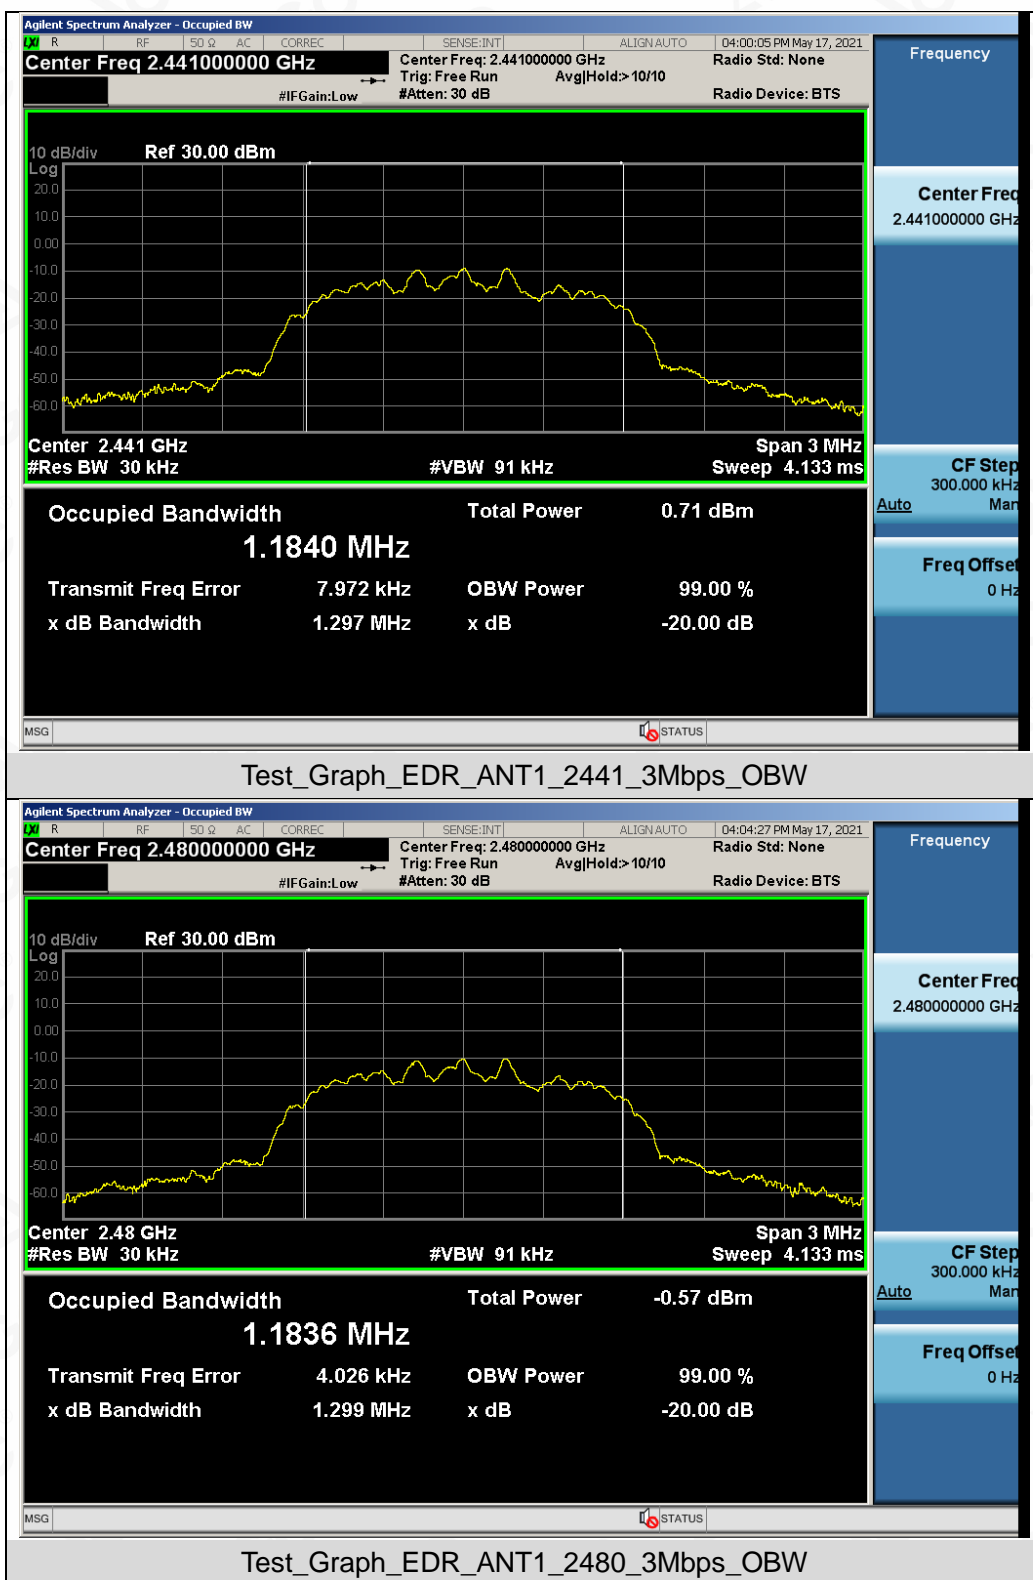 Agilent Spectrum Analyzer - Occupied BW
LXI R RF 50 Ω AC CORREC SENSE:INT ALIGN AUTO 04:00:05 PM May 17, 2021
Center Freq 2.441000000 GHz
Center Freq: 2.441000000 GHz Radio Std: None
Trig: Free Run Avg|Hold:>10/10
#IFGain:Low #Atten: 30 dB Radio Device: BTS
Frequency
10 dB/div Ref 30.00 dBm
Log
20.0
10.0
0.00
-10.0
-20.0
-30.0
-40.0
-50.0
-60.0
Center 2.441 GHz Span 3 MHz
#Res BW 30 kHz #VBW 91 kHz Sweep 4.133 ms
Center Freq
2.441000000 GHz
CF Step
300.000 kHz
Auto Man
Freq Offset
0 Hz
Occupied Bandwidth Total Power 0.71 dBm
1.1840 MHz
Transmit Freq Error 7.972 kHz OBW Power 99.00 %
x dB Bandwidth 1.297 MHz x dB -20.00 dB
MSG STATUS
Test_Graph_EDR_ANT1_2441_3Mbps_OBW
Agilent Spectrum Analyzer - Occupied BW
LXI R RF 50 Ω AC CORREC SENSE:INT ALIGN AUTO 04:04:27 PM May 17, 2021
Center Freq 2.480000000 GHz
Center Freq: 2.480000000 GHz Radio Std: None
Trig: Free Run Avg|Hold:>10/10
#IFGain:Low #Atten: 30 dB Radio Device: BTS
Frequency
10 dB/div Ref 30.00 dBm
Log
20.0
10.0
0.00
-10.0
-20.0
-30.0
-40.0
-50.0
-60.0
Center 2.48 GHz Span 3 MHz
#Res BW 30 kHz #VBW 91 kHz Sweep 4.133 ms
Center Freq
2.480000000 GHz
CF Step
300.000 kHz
Auto Man
Freq Offset
0 Hz
Occupied Bandwidth Total Power -0.57 dBm
1.1836 MHz
Transmit Freq Error 4.026 kHz OBW Power 99.00 %
x dB Bandwidth 1.299 MHz x dB -20.00 dB
MSG STATUS
Test_Graph_EDR_ANT1_2480_3Mbps_OBW